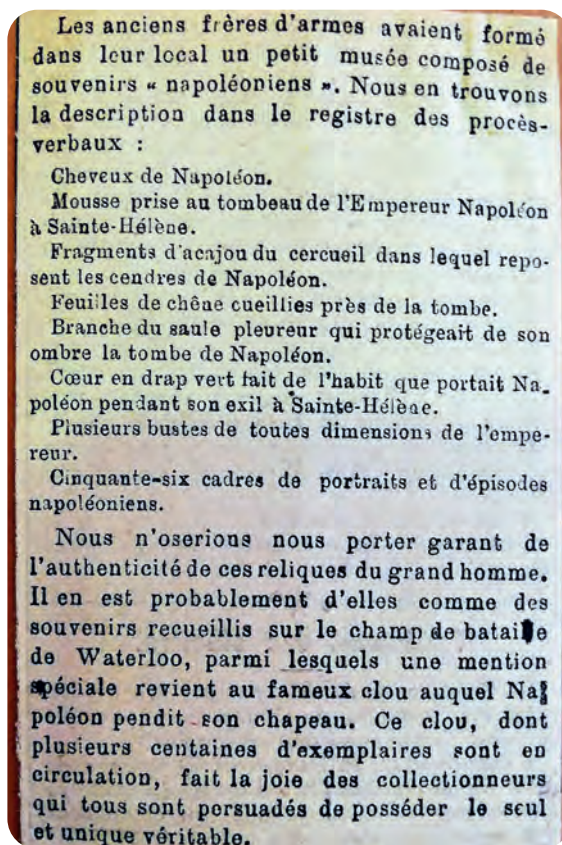 Les anciens frères d'armes avaient formé
dans leur local un petit musée composé de
souvenirs « napoléoniens ». Nous en trouvons
la description dans le registre des procès-
verbaux :
Cheveux de Napoléon.
Mousse prise au tombeau de l'Empereur Napoléon
à Sainte-Hélène.
Fragments d'acajou du cercueil dans lequel repo-
sent les cendres de Napoléon.
Feuilles de chêne cueillies près de la tombe.
Branche du saule pleureur qui protégeait de son
ombre la tombe de Napoléon.
Cœur en drap vert fait de l'habit que portait Na-
poléon pendant son exil à Sainte-Hélène.
Plusieurs bustes de toutes dimensions de l'empe-
reur.
Cinquante-six cadres de portraits et d'épisodes
napoléoniens.
Nous n'oserions nous porter garant de
l'authenticité de ces reliques du grand homme.
Il en est probablement d'elles comme des
souvenirs recueillis sur le champ de bataille
de Waterloo, parmi lesquels une mention
spéciale revient au fameux clou auquel Na-
poléon pendit son chapeau. Ce clou, dont
plusieurs centaines d'exemplaires sont en
circulation, fait la joie des collectionneurs
qui tous sont persuadés de posséder le seul
et unique véritable.